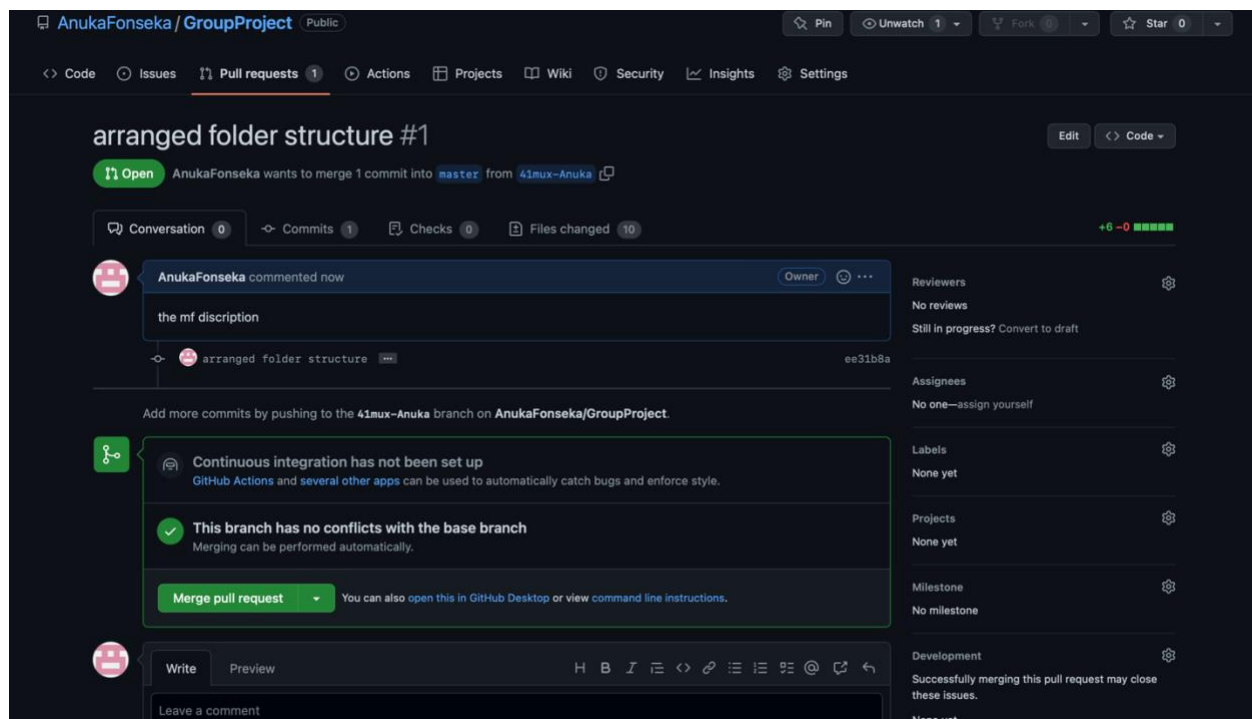 AnukaFonseka / GroupProject Public
Pin Unwatch 1 Fork 0 Star 0
<> Code Issues Pull requests 1 Actions Projects Wiki Security Insights Settings
arranged folder structure #1
Edit <> Code
Open AnukaFonseka wants to merge 1 commit into master from 41mux-Anuka
Conversation 0 Commits 1 Checks 0 Files changed 10
+6 −0
AnukaFonseka commented now
Owner ...
the mf discription
arranged folder structure ...
ee31b8a
Add more commits by pushing to the 41mux-Anuka branch on AnukaFonseka/GroupProject.
Continuous integration has not been set up
GitHub Actions and several other apps can be used to automatically catch bugs and enforce style.
This branch has no conflicts with the base branch
Merging can be performed automatically.
Merge pull request
You can also open this in GitHub Desktop or view command line instructions.
Write Preview
H B I <> @
Leave a comment
Reviewers
No reviews
Still in progress? Convert to draft
Assignees
No one—assign yourself
Labels
None yet
Projects
None yet
Milestone
No milestone
Development
Successfully merging this pull request may close
these issues.
None yet